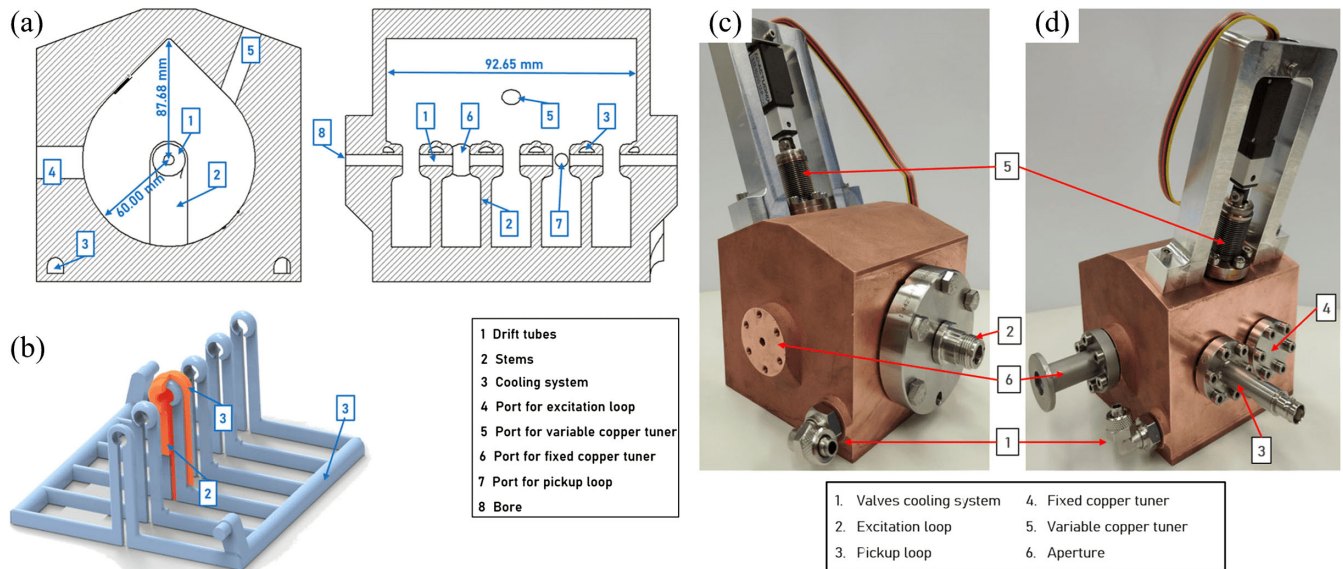 (a)
5
87.68 mm
1
4
2
60.00 mm
3
92.65 mm
1
6
5
3
8
2
7
(b)
3
3
2
1 Drift tubes
2 Stems
3 Cooling system
4 Port for excitation loop
5 Port for variable copper tuner
6 Port for fixed copper tuner
7 Port for pickup loop
8 Bore
(c)
(d)
5
4
2
6
1
3
1. Valves cooling system
2. Excitation loop
3. Pickup loop
4. Fixed copper tuner
5. Variable copper tuner
6. Aperture